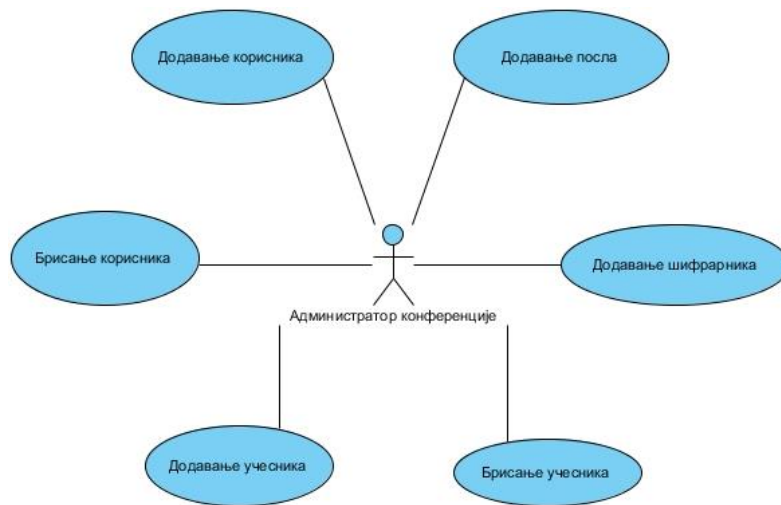 Додавање корисника
Додавање посла
Брисање корисника
Додавање шифрарника
Администратор конференције
Додавање учесника
Брисање учесника